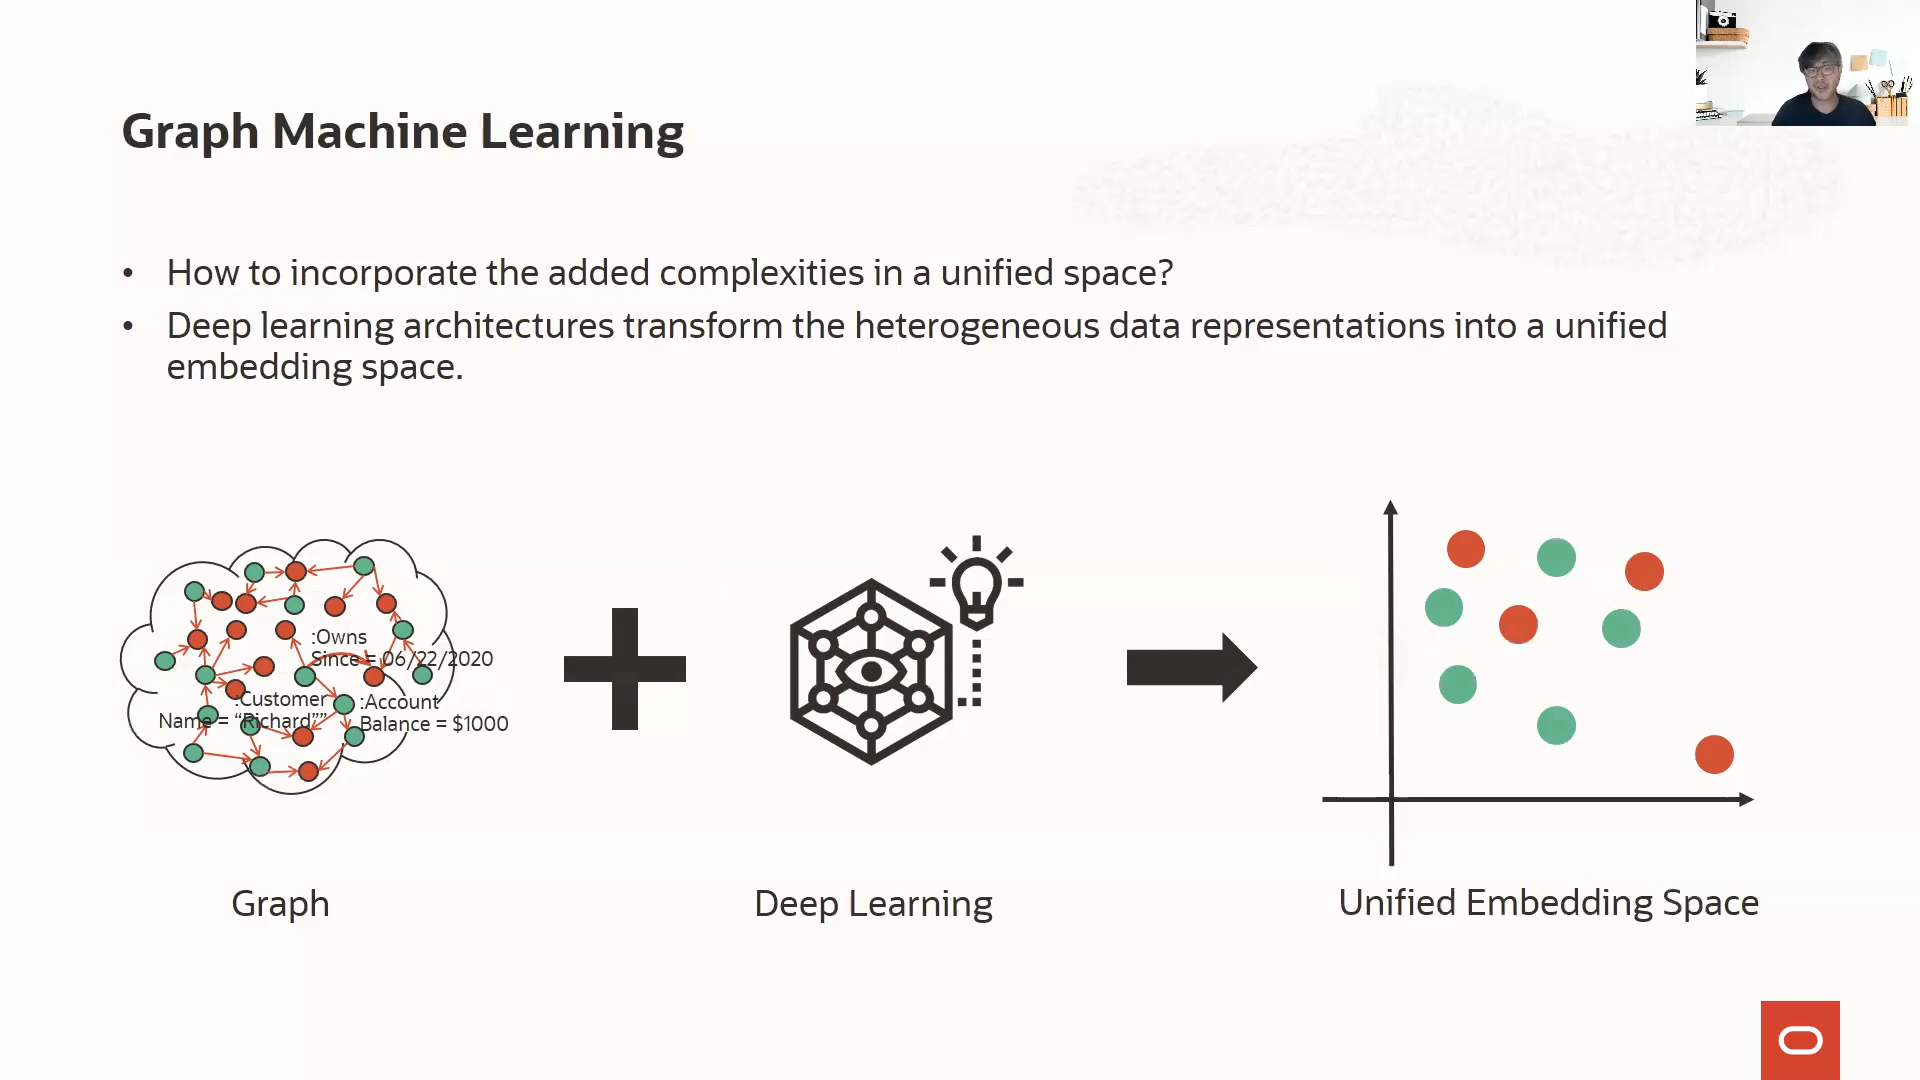 Graph Machine Learning
• How to incorporate the added complexities in a unified space?
• Deep learning architectures transform the heterogeneous data representations into a unified
embedding space.
:Owns
Since = 06/22/2020
:Customer
Name = “Richard””
:Account
Balance = $1000
Graph
Deep Learning
Unified Embedding Space